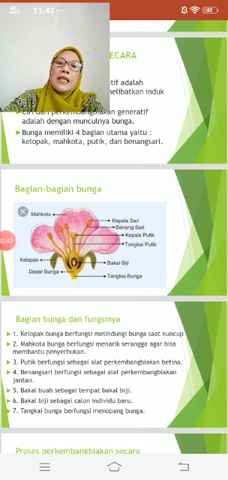 11:43
ECARA
tif adalah
melibatkan induk
adalah dengan munculnya bunga.
Bunga memiliki 4 bagian utama yaitu :
kelopak, mahkota, putik, dan benangsari.
Bagian-bagian bunga
Mahkota
Kepala Sari
Benang Sari
Kepala Putik
Tangkai Putik
Kelopak
Bakal Biji
Dasar Bunga
Tangkai Bunga
02:42
Bagian bunga dan fungsinya
1. Kelopak bunga berfungsi melindungi bunga saat kuncup
2. Mahkota bunga berfungsi menarik serangga agar bisa
membantu penyerbukan.
3. Putik berfungsi sebagai alat perkembangbiakan betina.
4. Benangsari berfungsi sebagai alat perkembangbiakan
jantan.
5. Bakal buah sebagai tempat bakal biji.
6. Bakal biji sebagai calon individu baru.
7. Tangkai bunga berfungsi menopang bunga.
Proses perkembangbiakan secara